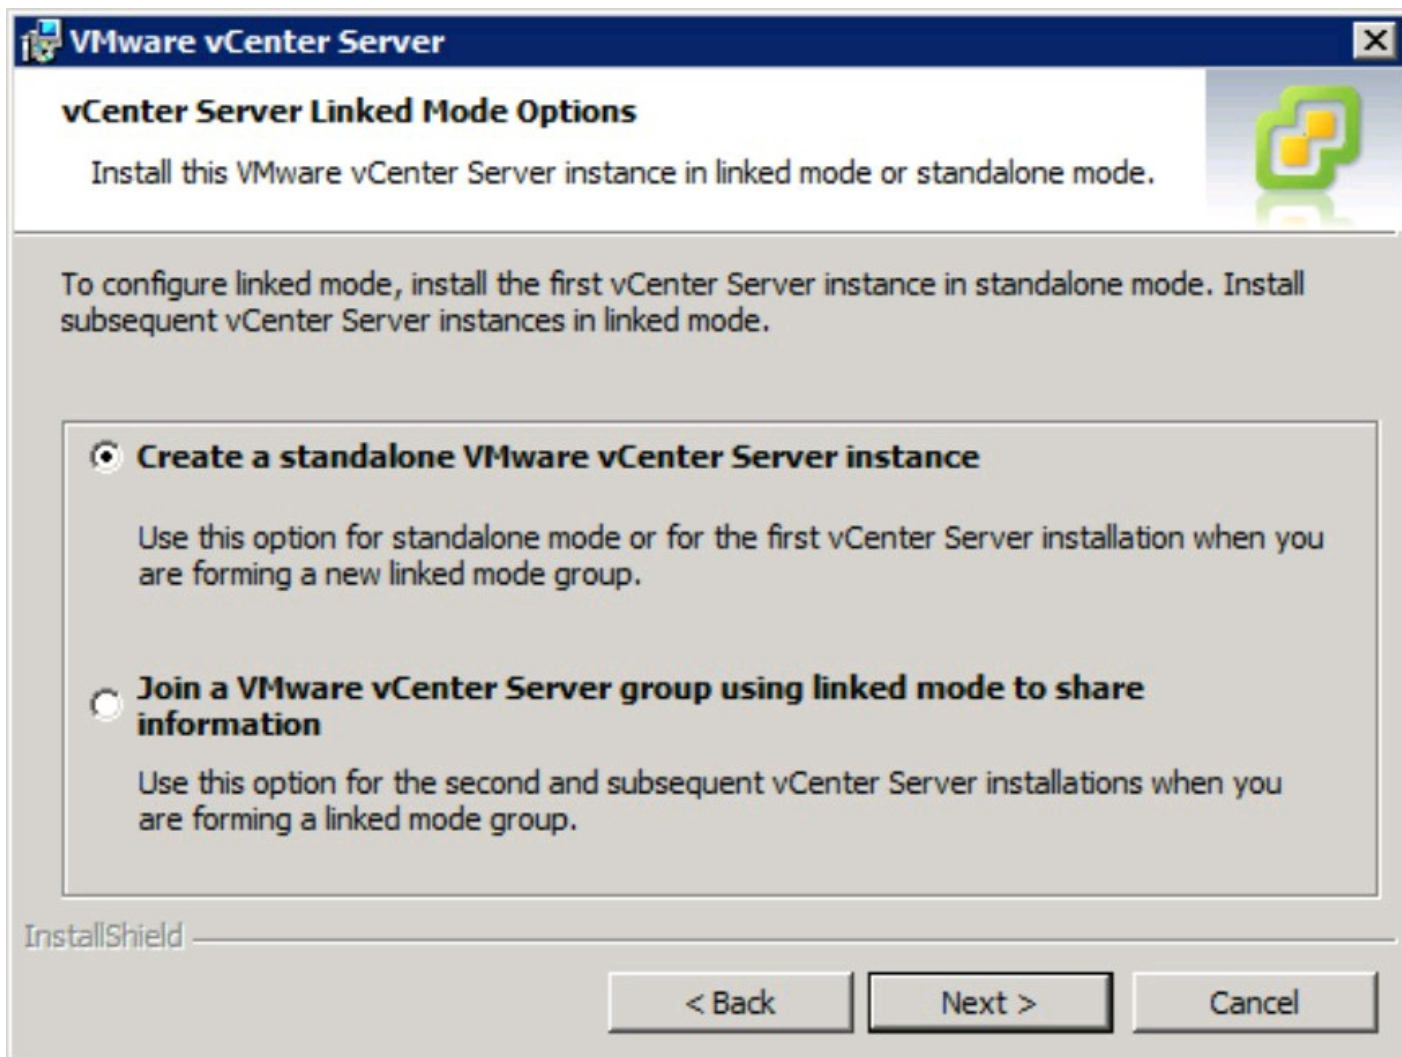 VMware vCenter Server
vCenter Server Linked Mode Options
Install this VMware vCenter Server instance in linked mode or standalone mode.
To configure linked mode, install the first vCenter Server instance in standalone mode. Install
subsequent vCenter Server instances in linked mode.
Create a standalone VMware vCenter Server instance
Use this option for standalone mode or for the first vCenter Server installation when you
are forming a new linked mode group.
Join a VMware vCenter Server group using linked mode to share
information
Use this option for the second and subsequent vCenter Server installations when you
are forming a linked mode group.
InstallShield
< Back Next > Cancel